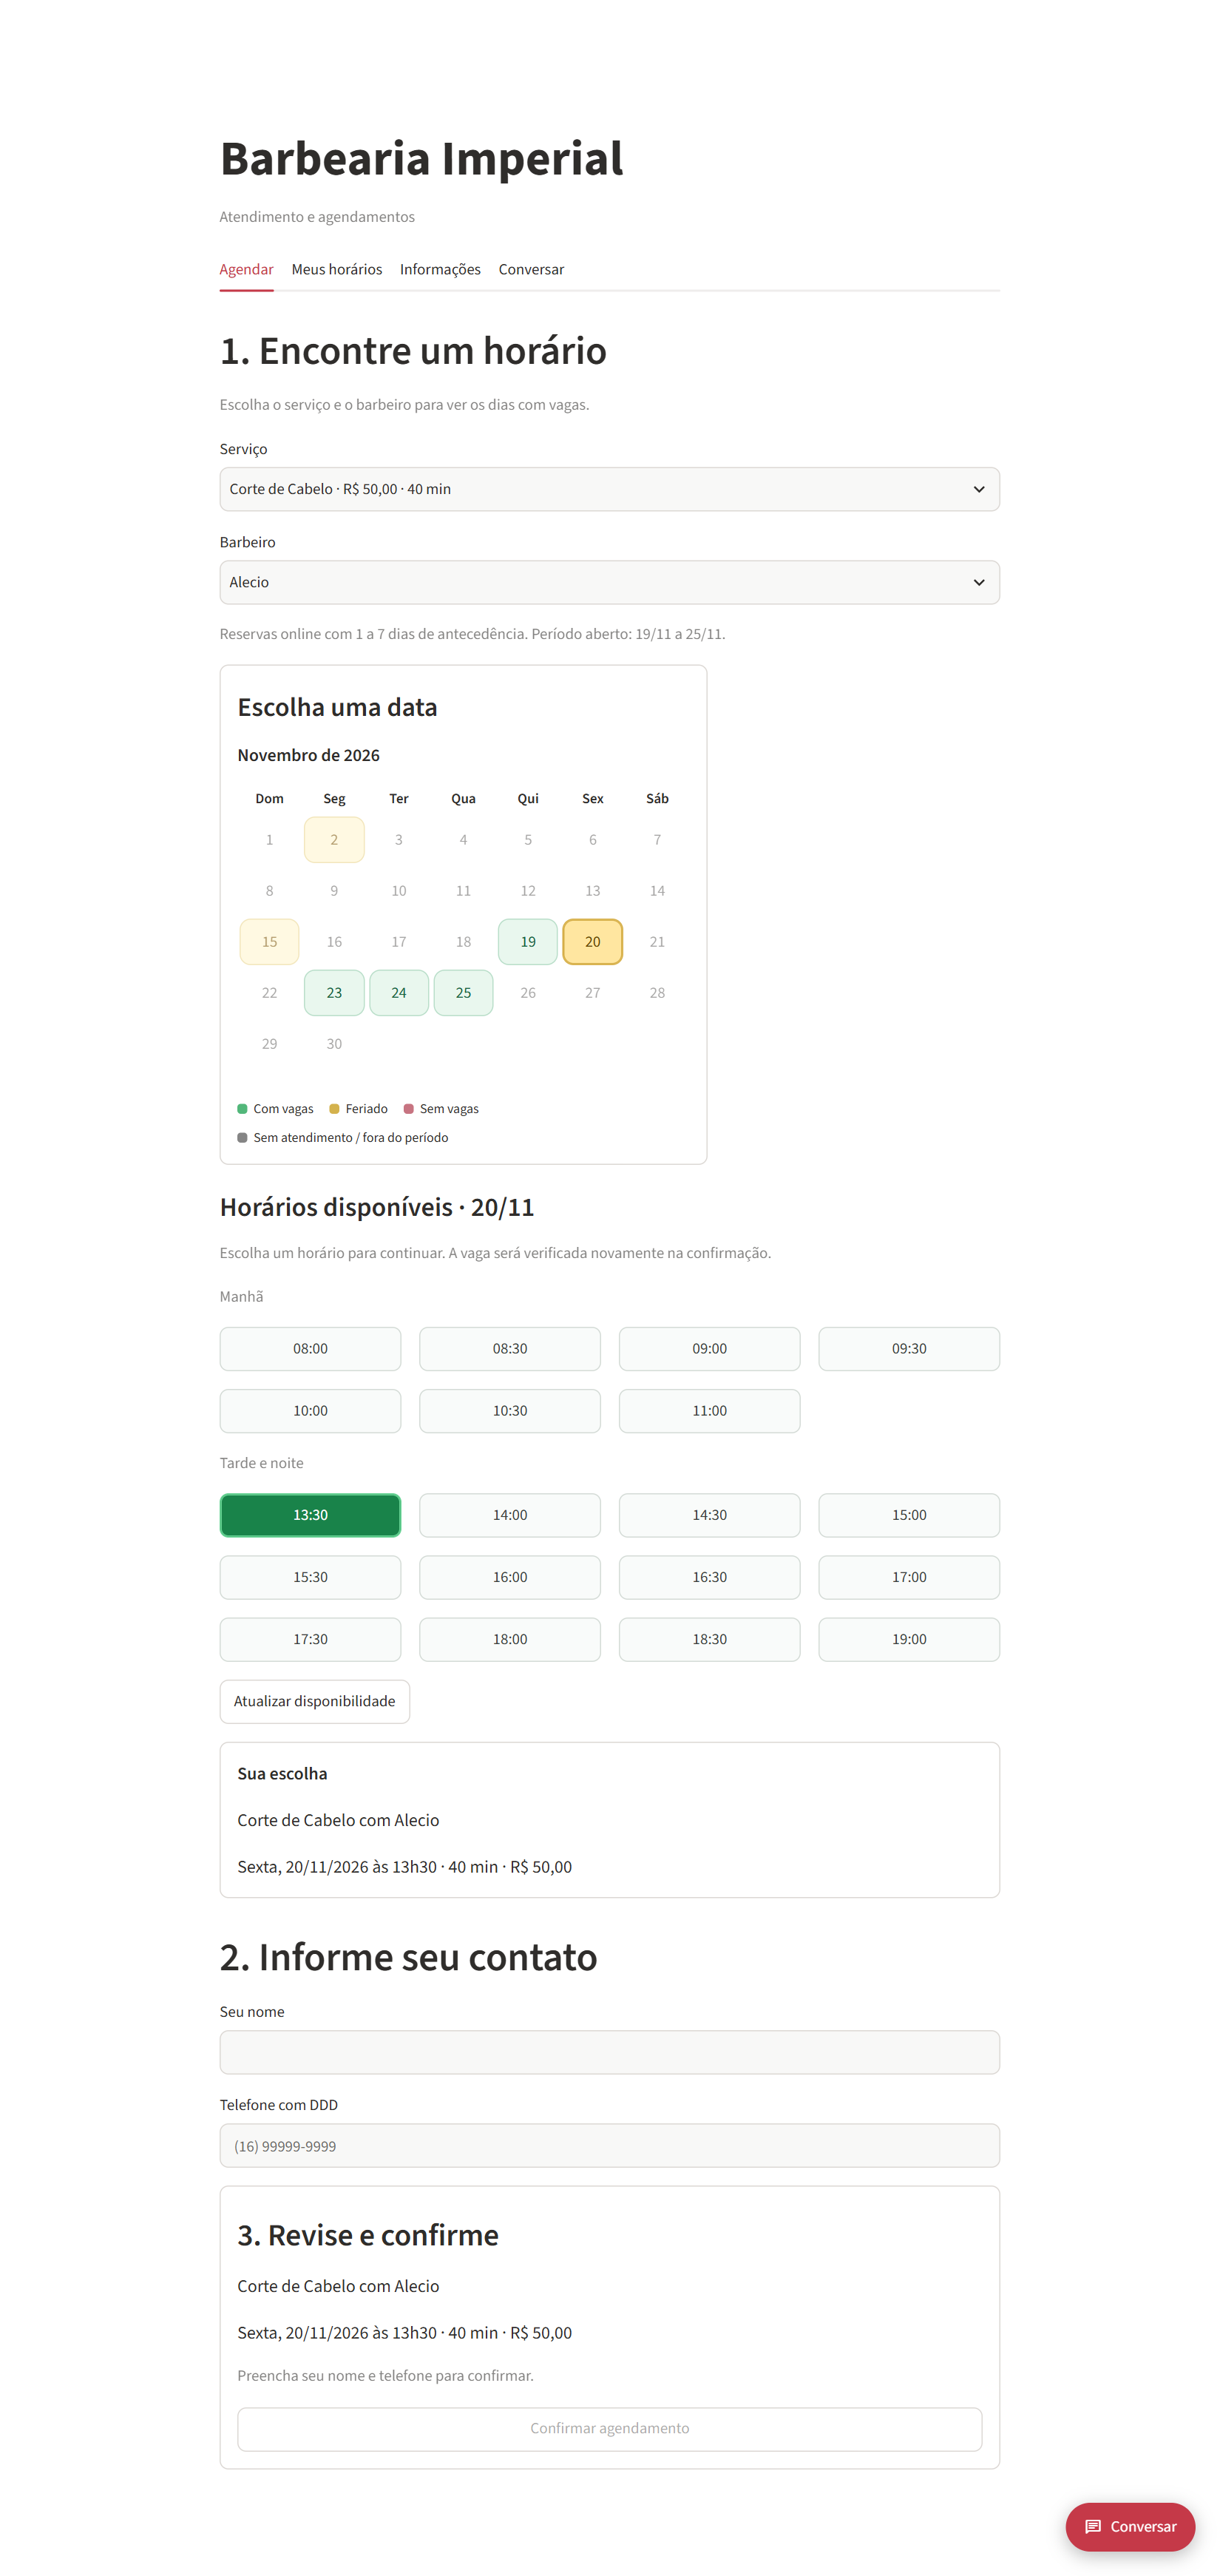 Barbearia Imperial
Atendimento e agendamentos
Agendar Meus horários Informações Conversar
1. Encontre um horário
Escolha o serviço e o barbeiro para ver os dias com vagas.
Serviço
Corte de Cabelo · R$ 50,00 · 40 min
Barbeiro
Alecio
Reservas online com 1 a 7 dias de antecedência. Período aberto: 19/11 a 25/11.
Escolha uma data
Novembro de 2026
Dom Seg Ter Qua Qui Sex Sáb
1 2 3 4 5 6 7
8 9 10 11 12 13 14
15 16 17 18 19 20 21
22 23 24 25 26 27 28
29 30
Com vagas Feriado Sem vagas
Sem atendimento / fora do período
Horários disponíveis · 20/11
Escolha um horário para continuar. A vaga será verificada novamente na confirmação.
Manhã
08:00 08:30 09:00 09:30
10:00 10:30 11:00
Tarde e noite
13:30 14:00 14:30 15:00
15:30 16:00 16:30 17:00
17:30 18:00 18:30 19:00
Atualizar disponibilidade
Sua escolha
Corte de Cabelo com Alecio
Sexta, 20/11/2026 às 13h30 · 40 min · R$ 50,00
2. Informe seu contato
Seu nome
Telefone com DDD
(16) 99999-9999
3. Revise e confirme
Corte de Cabelo com Alecio
Sexta, 20/11/2026 às 13h30 · 40 min · R$ 50,00
Preencha seu nome e telefone para confirmar.
Confirmar agendamento
Conversar